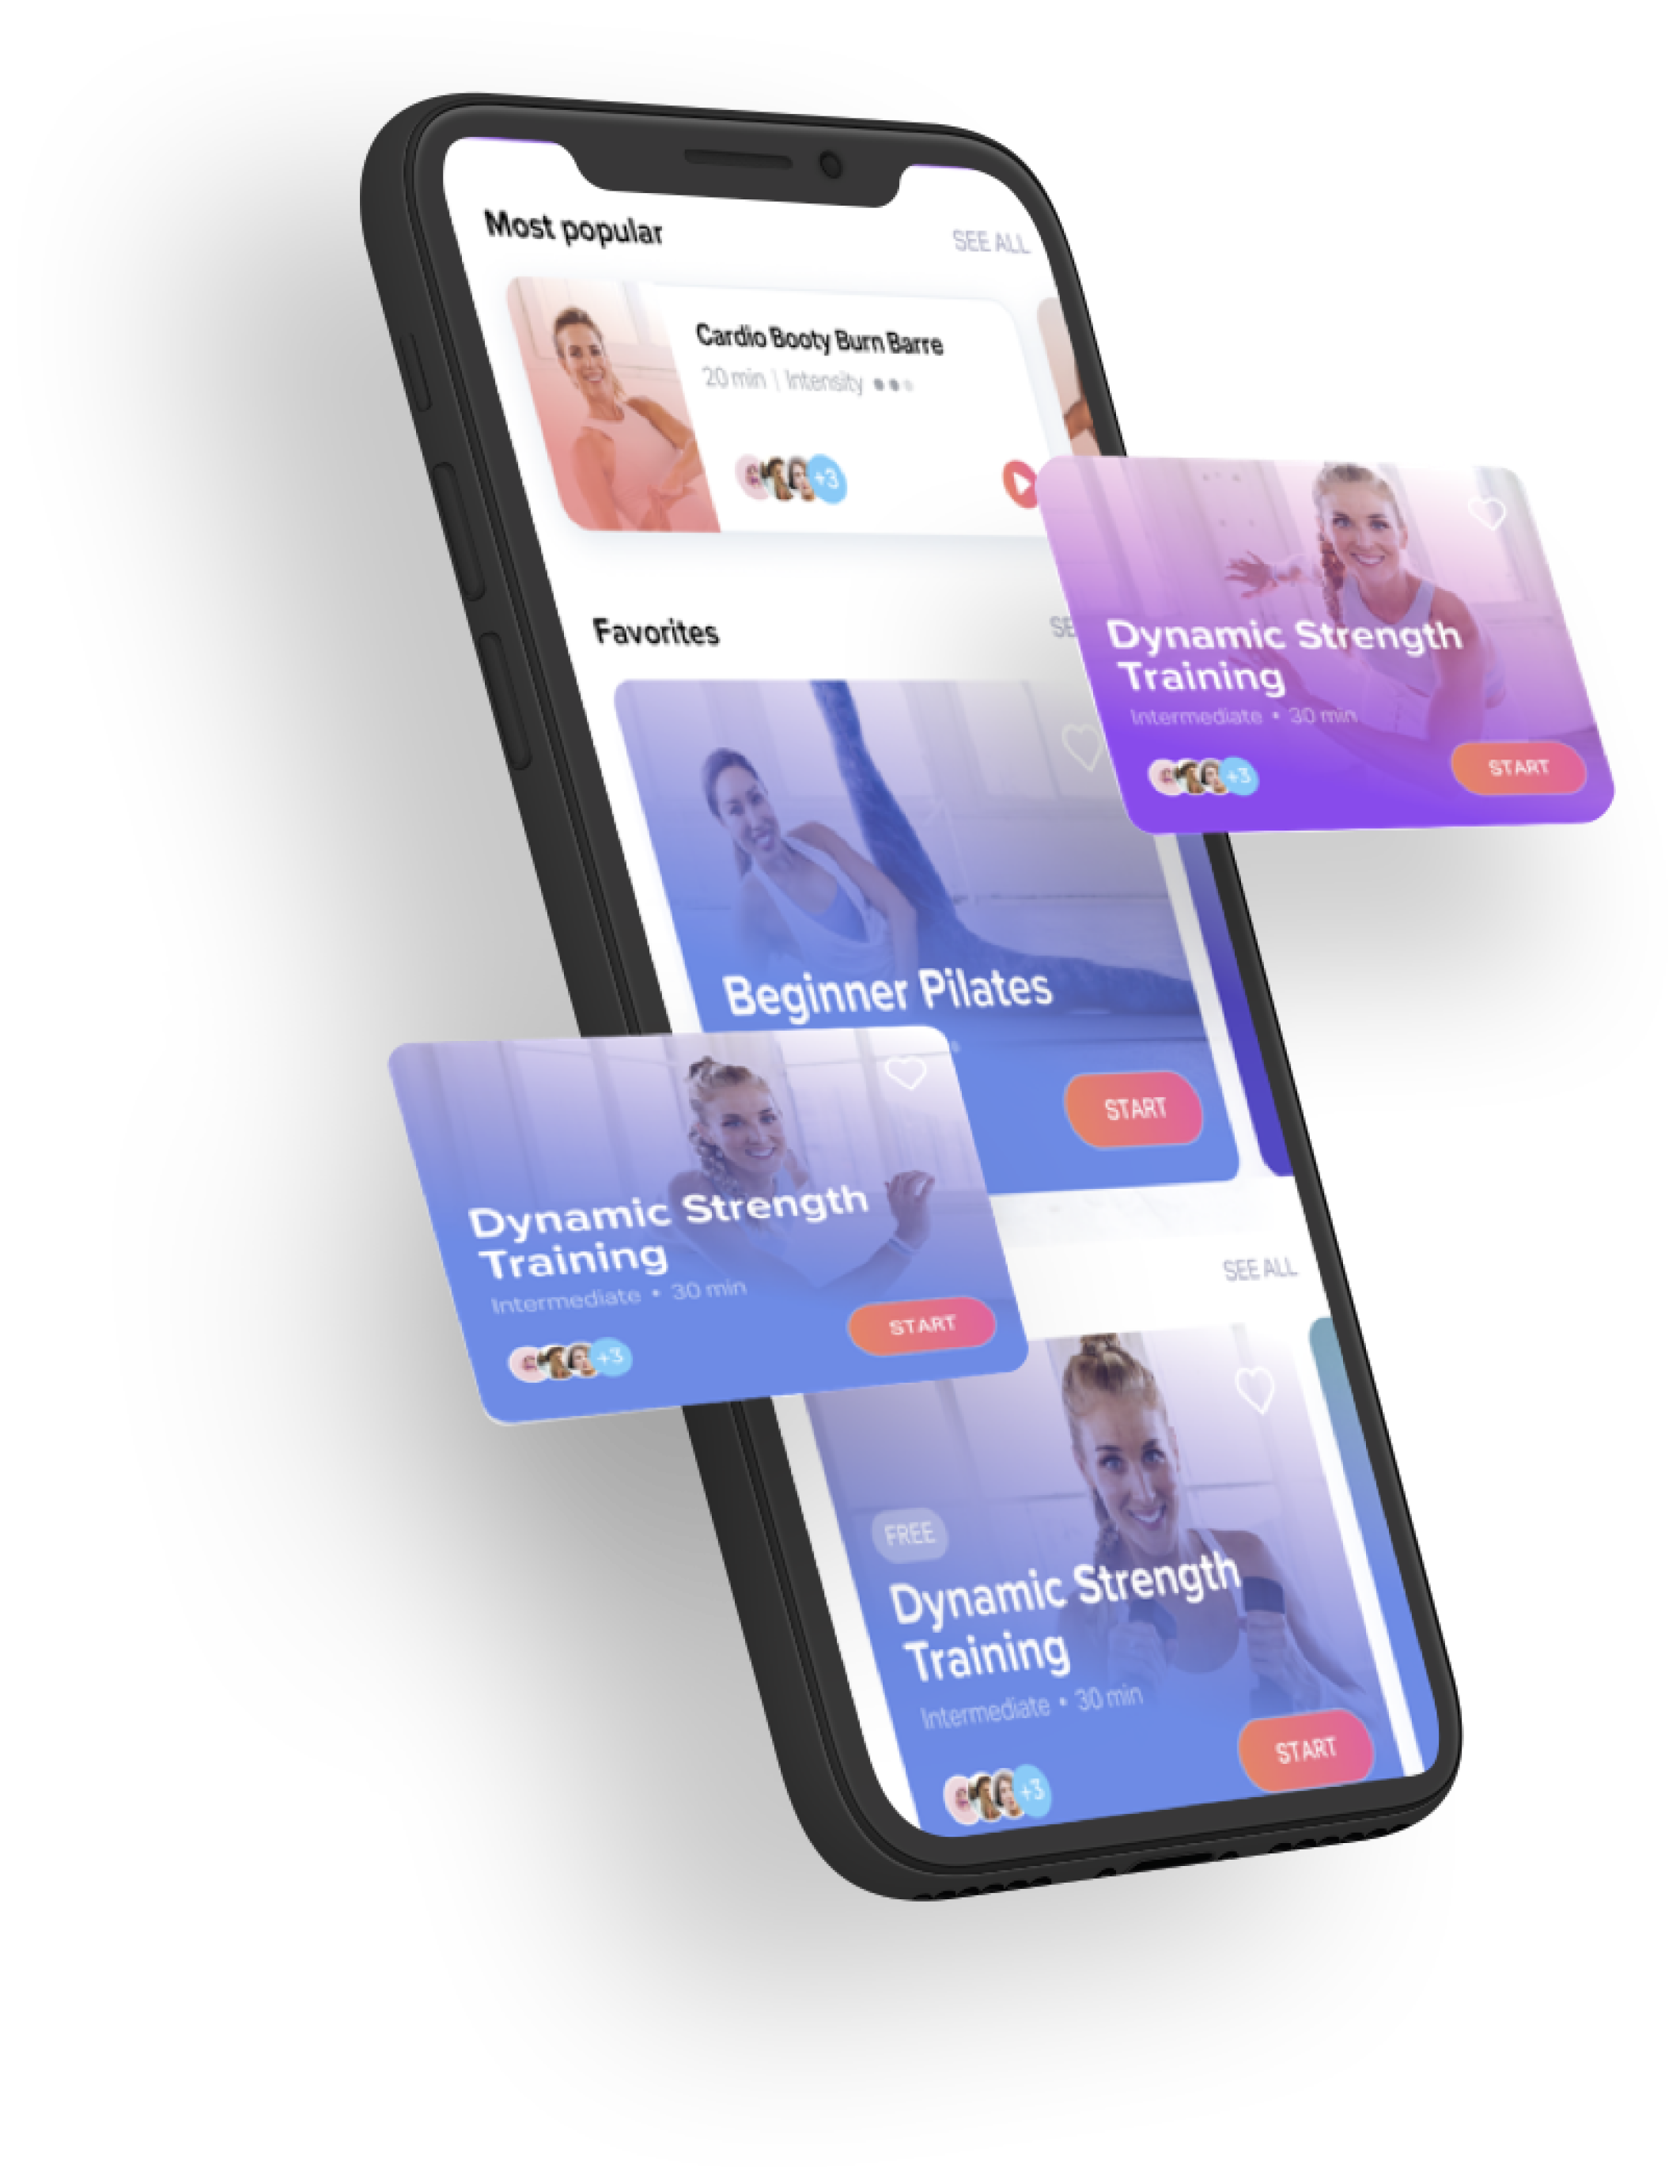 Most popular
SEE ALL
Cardio Booty Burn Barre
20 min | Intensity
+3
Favorites
SE
Dynamic Strength
Training
Intermediate • 30 min
+3
START
Beginner Pilates
START
Dynamic Strength
Training
Intermediate • 30 min
+3
START
SEE ALL
FREE
Dynamic Strength
Training
Intermediate • 30 min
+3
START